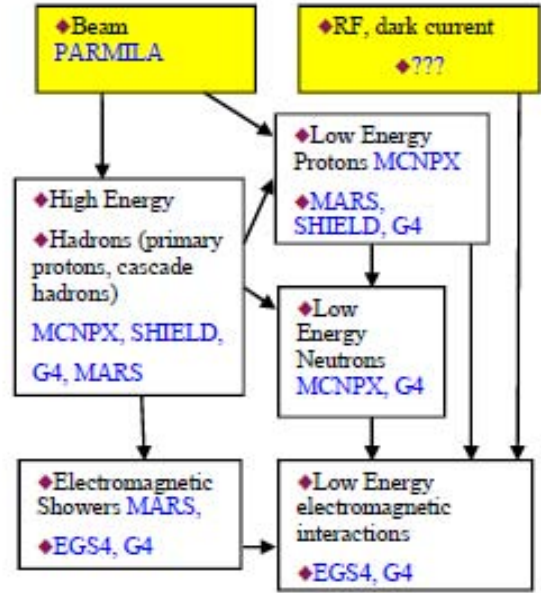 ◆Beam
PARMILA
◆RF, dark current
◆???
◆Low Energy
Protons MCNPX
◆MARS,
SHIELD, G4
◆High Energy
◆Hadrons (primary
protons, cascade
hadrons)
MCNPX, SHIELD,
G4, MARS
◆Low
Energy
Neutrons
MCNPX, G4
◆Electromagnetic
Showers MARS,
◆EGS4, G4
◆Low Energy
electromagnetic
interactions
◆EGS4, G4